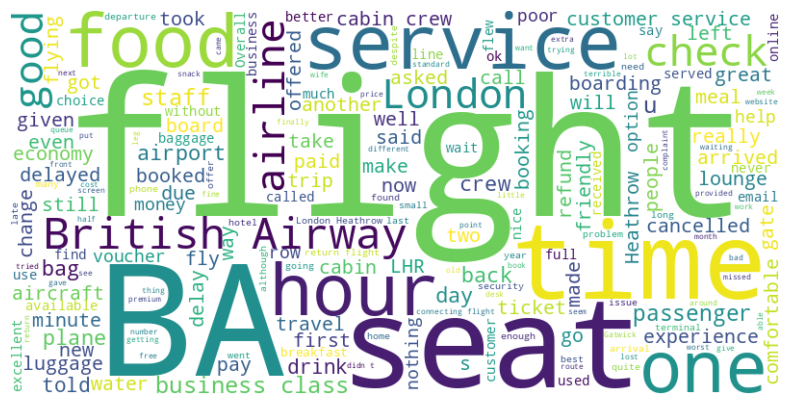 departure
took
cabin crew
better
poor
customer service
online
good
flying
food
overall
business
offered
service
line
flew
say
left
check
got
staff
asked
call
despite
ok
want
extra
trying
standard
choice
next
snack
wife
terrible
lot
need
served
great
given
without
board
airline
much
another
London
boarding
will
u
meal
help
even
came
price
week
website
queue
put
finally
different
offer
waiting
economy
baggage
airport
take
well
said
wait
booking
refund
friendly
people
option
really
arrived
never
delayed
booked
paid
make
flight
front
complaint
lounge
email
still
due
trip
now
crew
received
many
cost
screen
phone
fine
called
found
small
little
provided
work
change
money
hotel
London Heathrow
last
point
nice
Heathrow
long
month
cancelled
late
half
British Airway
way
row
two
year
book
problem
bad
missed
gate
comfortable
bag
find
voucher
fly
although
return flight
going
cabin
LHR
back
old
full
made
time
use
tried
gave
see
aircraft
delay
hour
day
security
desk
ticket
issue
passenger
available
thing
premium
connecting flight
seem
around
able
minute
BA
travel
first
nothing
seat
go
experience
excellent
plane
new
number
getting
home
enough
customer
terminal
Gatwick
luggage
return
free
went
pay
drink
breakfast
s
best
route
arrival
lost
worst
give
one
told
water
business class
didn t
used
quite